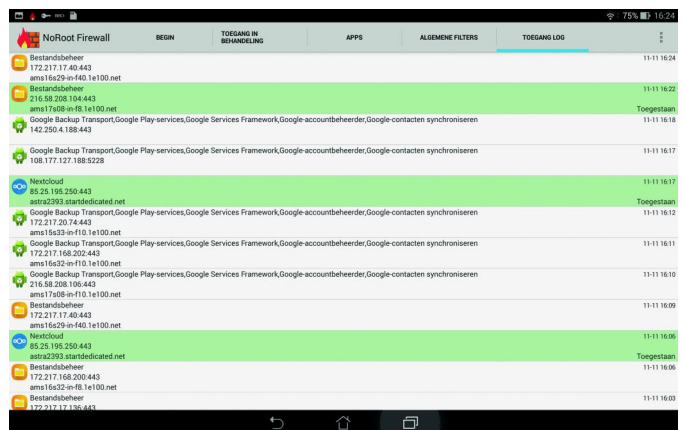 75% 16:24
NoRoot Firewall
BEGIN
TOEGANG IN
BEHANDELING
APPS
ALGEMENE FILTERS
TOEGANG LOG
Bestandsbeheer 11-11 16:24
172.217.17.40:443
ams16s29-in-f40.1e100.net
Bestandsbeheer 11-11 16:22
216.58.208.104:443
ams17s08-in-f8.1e100.net Toegestaan
Google Backup Transport,Google Play-services,Google Services Framework,Google-accountbeheerder,Google-contacten synchroniseren 11-11 16:18
142.250.4.188:443
Google Backup Transport,Google Play-services,Google Services Framework,Google-accountbeheerder,Google-contacten synchroniseren 11-11 16:17
108.177.127.188:5228
Nextcloud 11-11 16:17
85.25.195.250:443
astra2393.startdedicated.net Toegestaan
Google Backup Transport,Google Play-services,Google Services Framework,Google-accountbeheerder,Google-contacten synchroniseren 11-11 16:12
172.217.20.74:443
ams15s33-in-f10.1e100.net
Google Backup Transport,Google Play-services,Google Services Framework,Google-accountbeheerder,Google-contacten synchroniseren 11-11 16:11
172.217.168.202:443
ams16s32-in-f10.1e100.net
Google Backup Transport,Google Play-services,Google Services Framework,Google-accountbeheerder,Google-contacten synchroniseren 11-11 16:10
216.58.208.106:443
ams17s08-in-f10.1e100.net
Bestandsbeheer 11-11 16:09
172.217.17.40:443
ams16s29-in-f40.1e100.net
Nextcloud 11-11 16:06
85.25.195.250:443
astra2393.startdedicated.net Toegestaan
Bestandsbeheer 11-11 16:06
172.217.168.200:443
ams16s32-in-f8.1e100.net
Bestandsbeheer 11-11 16:03
172.217.17.136:443